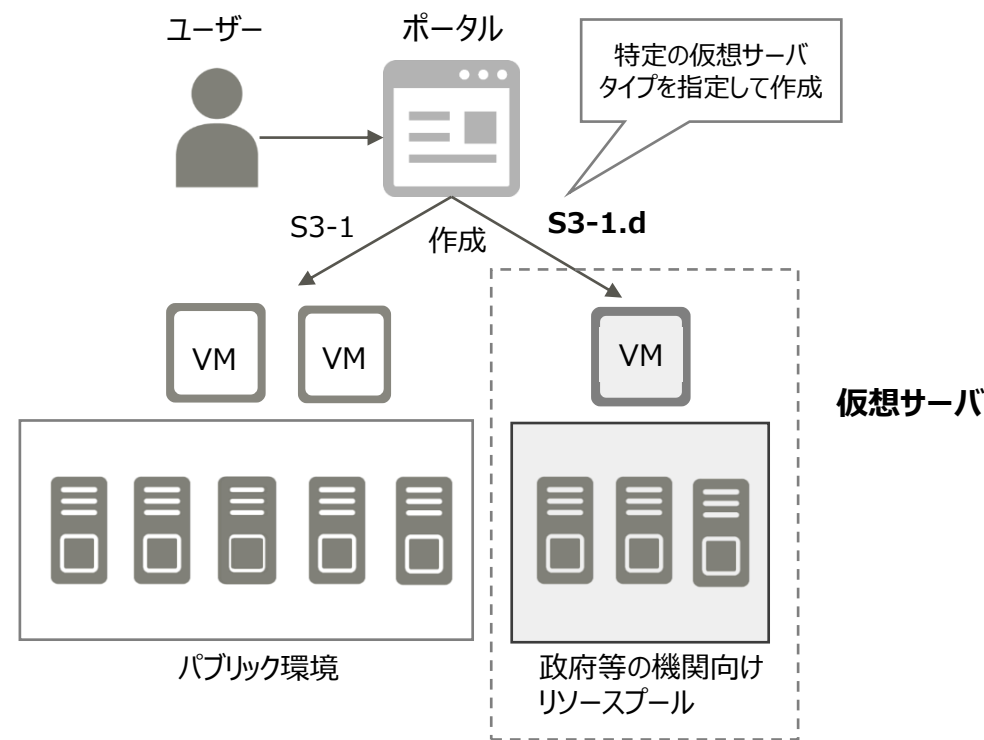 ユーザー
ポータル
特定の仮想サーバ
タイプを指定して作成
S3-1
作成
S3-1.d
VM
VM
VM
仮想サーバ
パブリック環境
政府等の機関向け
リソースプール